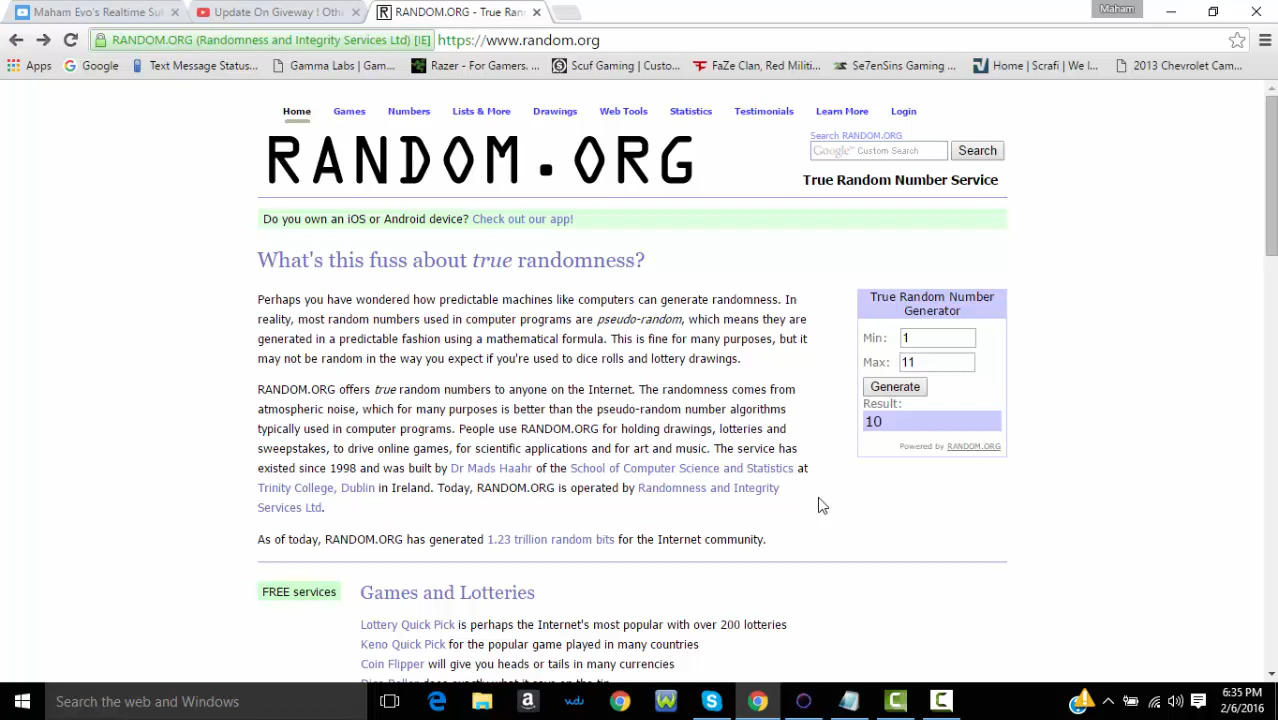 Maham Evo's Realtime Su
Update On Giveway ! Oth
RANDOM.ORG - True Ran
Maham
RANDOM.ORG (Randomness and Integrity Services Ltd) [IE]
https://www.random.org
Apps
Google
Text Message Status...
Gamma Labs | Gam...
Razer - For Gamers. ...
Scuf Gaming | Custo...
FaZe Clan, Red Militi...
Se7enSins Gaming ...
Home | Scrafi | We I...
2013 Chevrolet Cam...
Home
Games
Numbers
Lists & More
Drawings
Web Tools
Statistics
Testimonials
Learn More
Login
RANDOM.ORG
Search RANDOM.ORG
Google™ Custom Search
Search
True Random Number Service
Do you own an iOS or Android device? Check out our app!
What's this fuss about true randomness?
Perhaps you have wondered how predictable machines like computers can generate randomness. In
reality, most random numbers used in computer programs are pseudo-random, which means they are
generated in a predictable fashion using a mathematical formula. This is fine for many purposes, but it
may not be random in the way you expect if you're used to dice rolls and lottery drawings.
RANDOM.ORG offers true random numbers to anyone on the Internet. The randomness comes from
atmospheric noise, which for many purposes is better than the pseudo-random number algorithms
typically used in computer programs. People use RANDOM.ORG for holding drawings, lotteries and
sweepstakes, to drive online games, for scientific applications and for art and music. The service has
existed since 1998 and was built by Dr Mads Haahr of the School of Computer Science and Statistics at
Trinity College, Dublin in Ireland. Today, RANDOM.ORG is operated by Randomness and Integrity
Services Ltd.
As of today, RANDOM.ORG has generated 1.23 trillion random bits for the Internet community.
True Random Number
Generator
Min: 1
Max: 11
Generate
Result:
10
Powered by RANDOM.ORG
FREE services
Games and Lotteries
Lottery Quick Pick is perhaps the Internet's most popular with over 200 lotteries
Keno Quick Pick for the popular game played in many countries
Coin Flipper will give you heads or tails in many currencies
Search the web and Windows
6:35 PM
2/6/2016